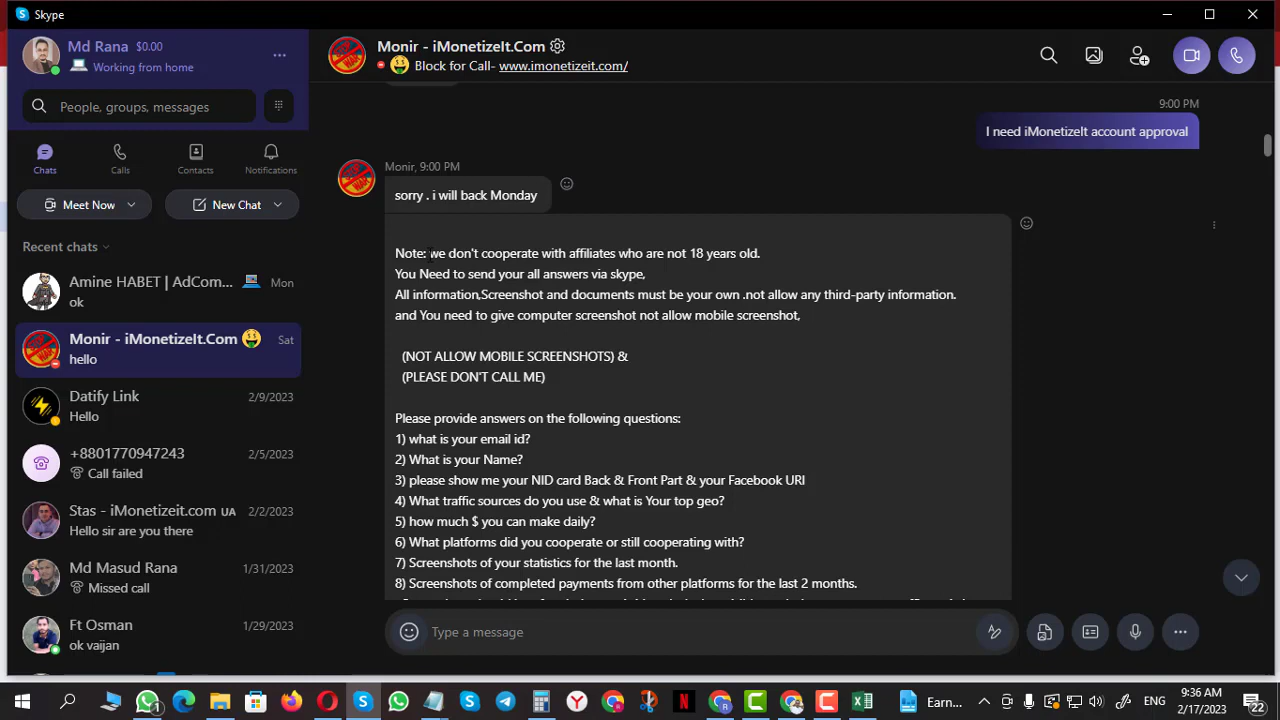 Skype
Md Rana $0.00
Working from home
People, groups, messages
Chats
Calls
Contacts
Notifications
Meet Now
New Chat
Recent chats
Amine HABET | AdCom...
Mon
ok
Monir - iMonetizeIt.Com
Sat
hello
Datify Link
2/9/2023
Hello
+8801770947243
2/5/2023
Call failed
Stas - iMonetizeit.com UA
2/2/2023
Hello sir are you there
Md Masud Rana
1/31/2023
Missed call
Ft Osman
1/29/2023
ok vaijan
Monir - iMonetizeIt.Com
Block for Call- www.imonetizeit.com/
9:00 PM
I need iMonetizeIt account approval
Monir, 9:00 PM
sorry . i will back Monday
Note: we don't cooperate with affiliates who are not 18 years old.
You Need to send your all answers via skype,
All information,Screenshot and documents must be your own .not allow any third-party information.
and You need to give computer screenshot not allow mobile screenshot,
(NOT ALLOW MOBILE SCREENSHOTS) &
(PLEASE DON'T CALL ME)
Please provide answers on the following questions:
1) what is your email id?
2) What is your Name?
3) please show me your NID card Back & Front Part & your Facebook URl
4) What traffic sources do you use & what is Your top geo?
5) how much $ you can make daily?
6) What platforms did you cooperate or still cooperating with?
7) Screenshots of your statistics for the last month.
8) Screenshots of completed payments from other platforms for the last 2 months.
Type a message
Earn...
ENG
9:36 AM
2/17/2023
22